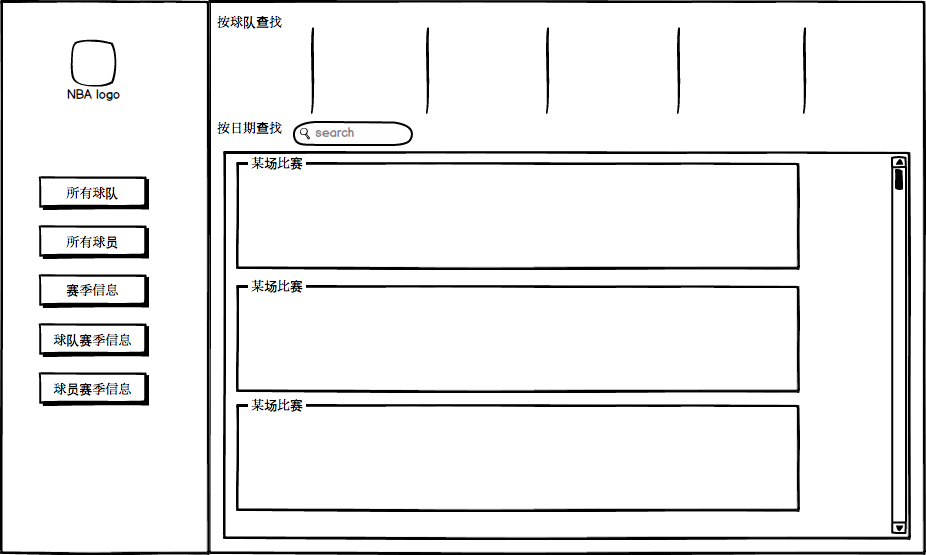 NBA logo
所有球队
所有球员
赛季信息
球队赛季信息
球员赛季信息
按球队查找
按日期查找
search
某场比赛
某场比赛
某场比赛